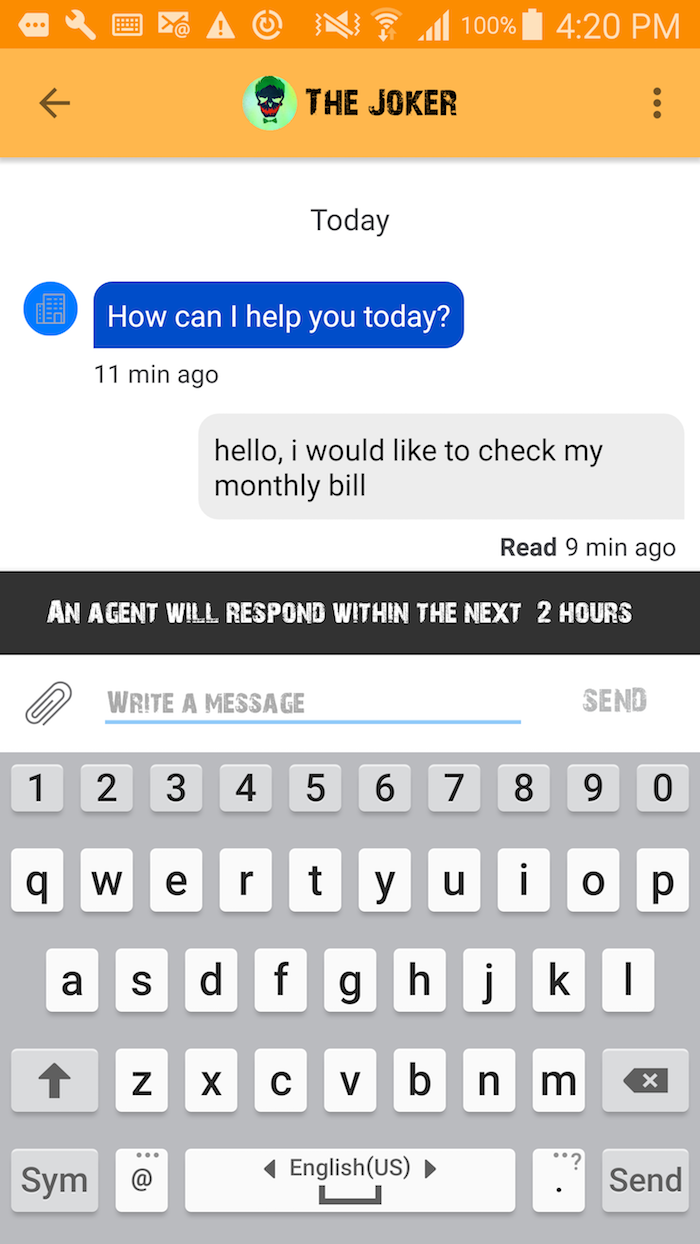 100% 4:20 PM
THE JOKER
Today
How can I help you today?
11 min ago
hello, i would like to check my
monthly bill
Read 9 min ago
AN AGENT WILL RESPOND WITHIN THE NEXT 2 HOURS
WRITE A MESSAGE SEND
1 2 3 4 5 6 7 8 9 0
q w e r t y u i o p
a s d f g h j k l
z x c v b n m
Sym @ English(US) . ? Send